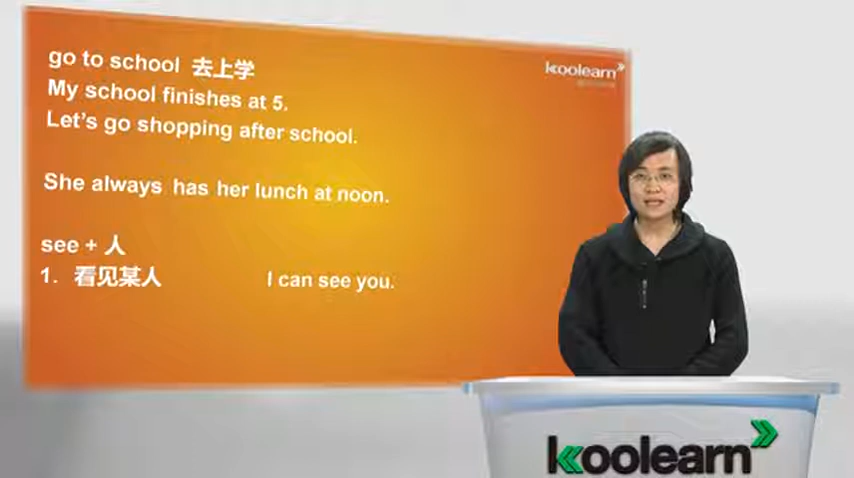 go to school 去上学
My school finishes at 5.
Let's go shopping after school.
She always has her lunch at noon.
see + 人
1. 看见某人 I can see you.
koolearn
koolearn